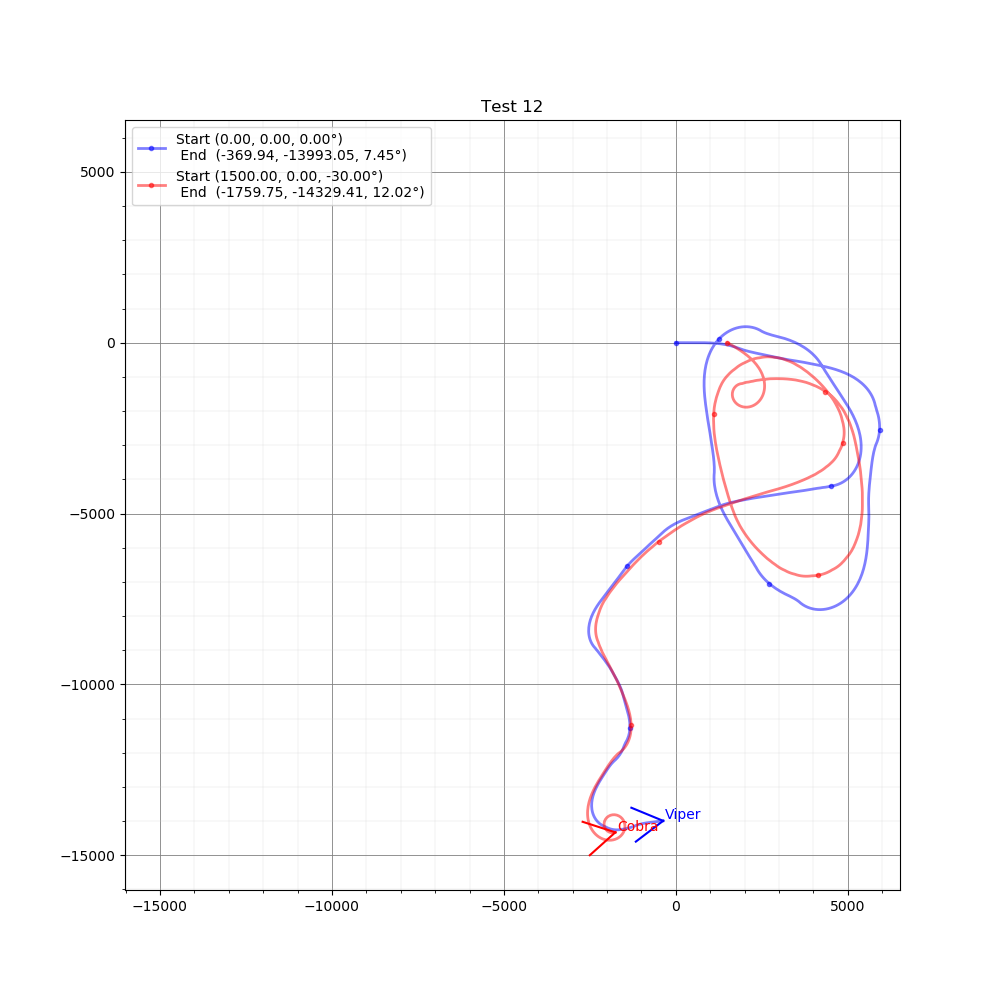 Test 12
Start (0.00, 0.00, 0.00°)
End (-369.94, -13993.05, 7.45°)
Start (1500.00, 0.00, -30.00°)
End (-1759.75, -14329.41, 12.02°)
5000
0
−5000
−10000
−15000
Viper
Cobra
−15000
−10000
−5000
0
5000